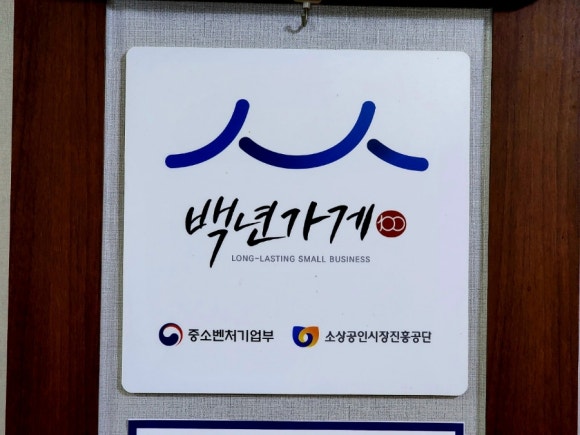 백년가게 100
LONG-LASTING SMALL BUSINESS
중소벤처기업부 소상공인시장진흥공단